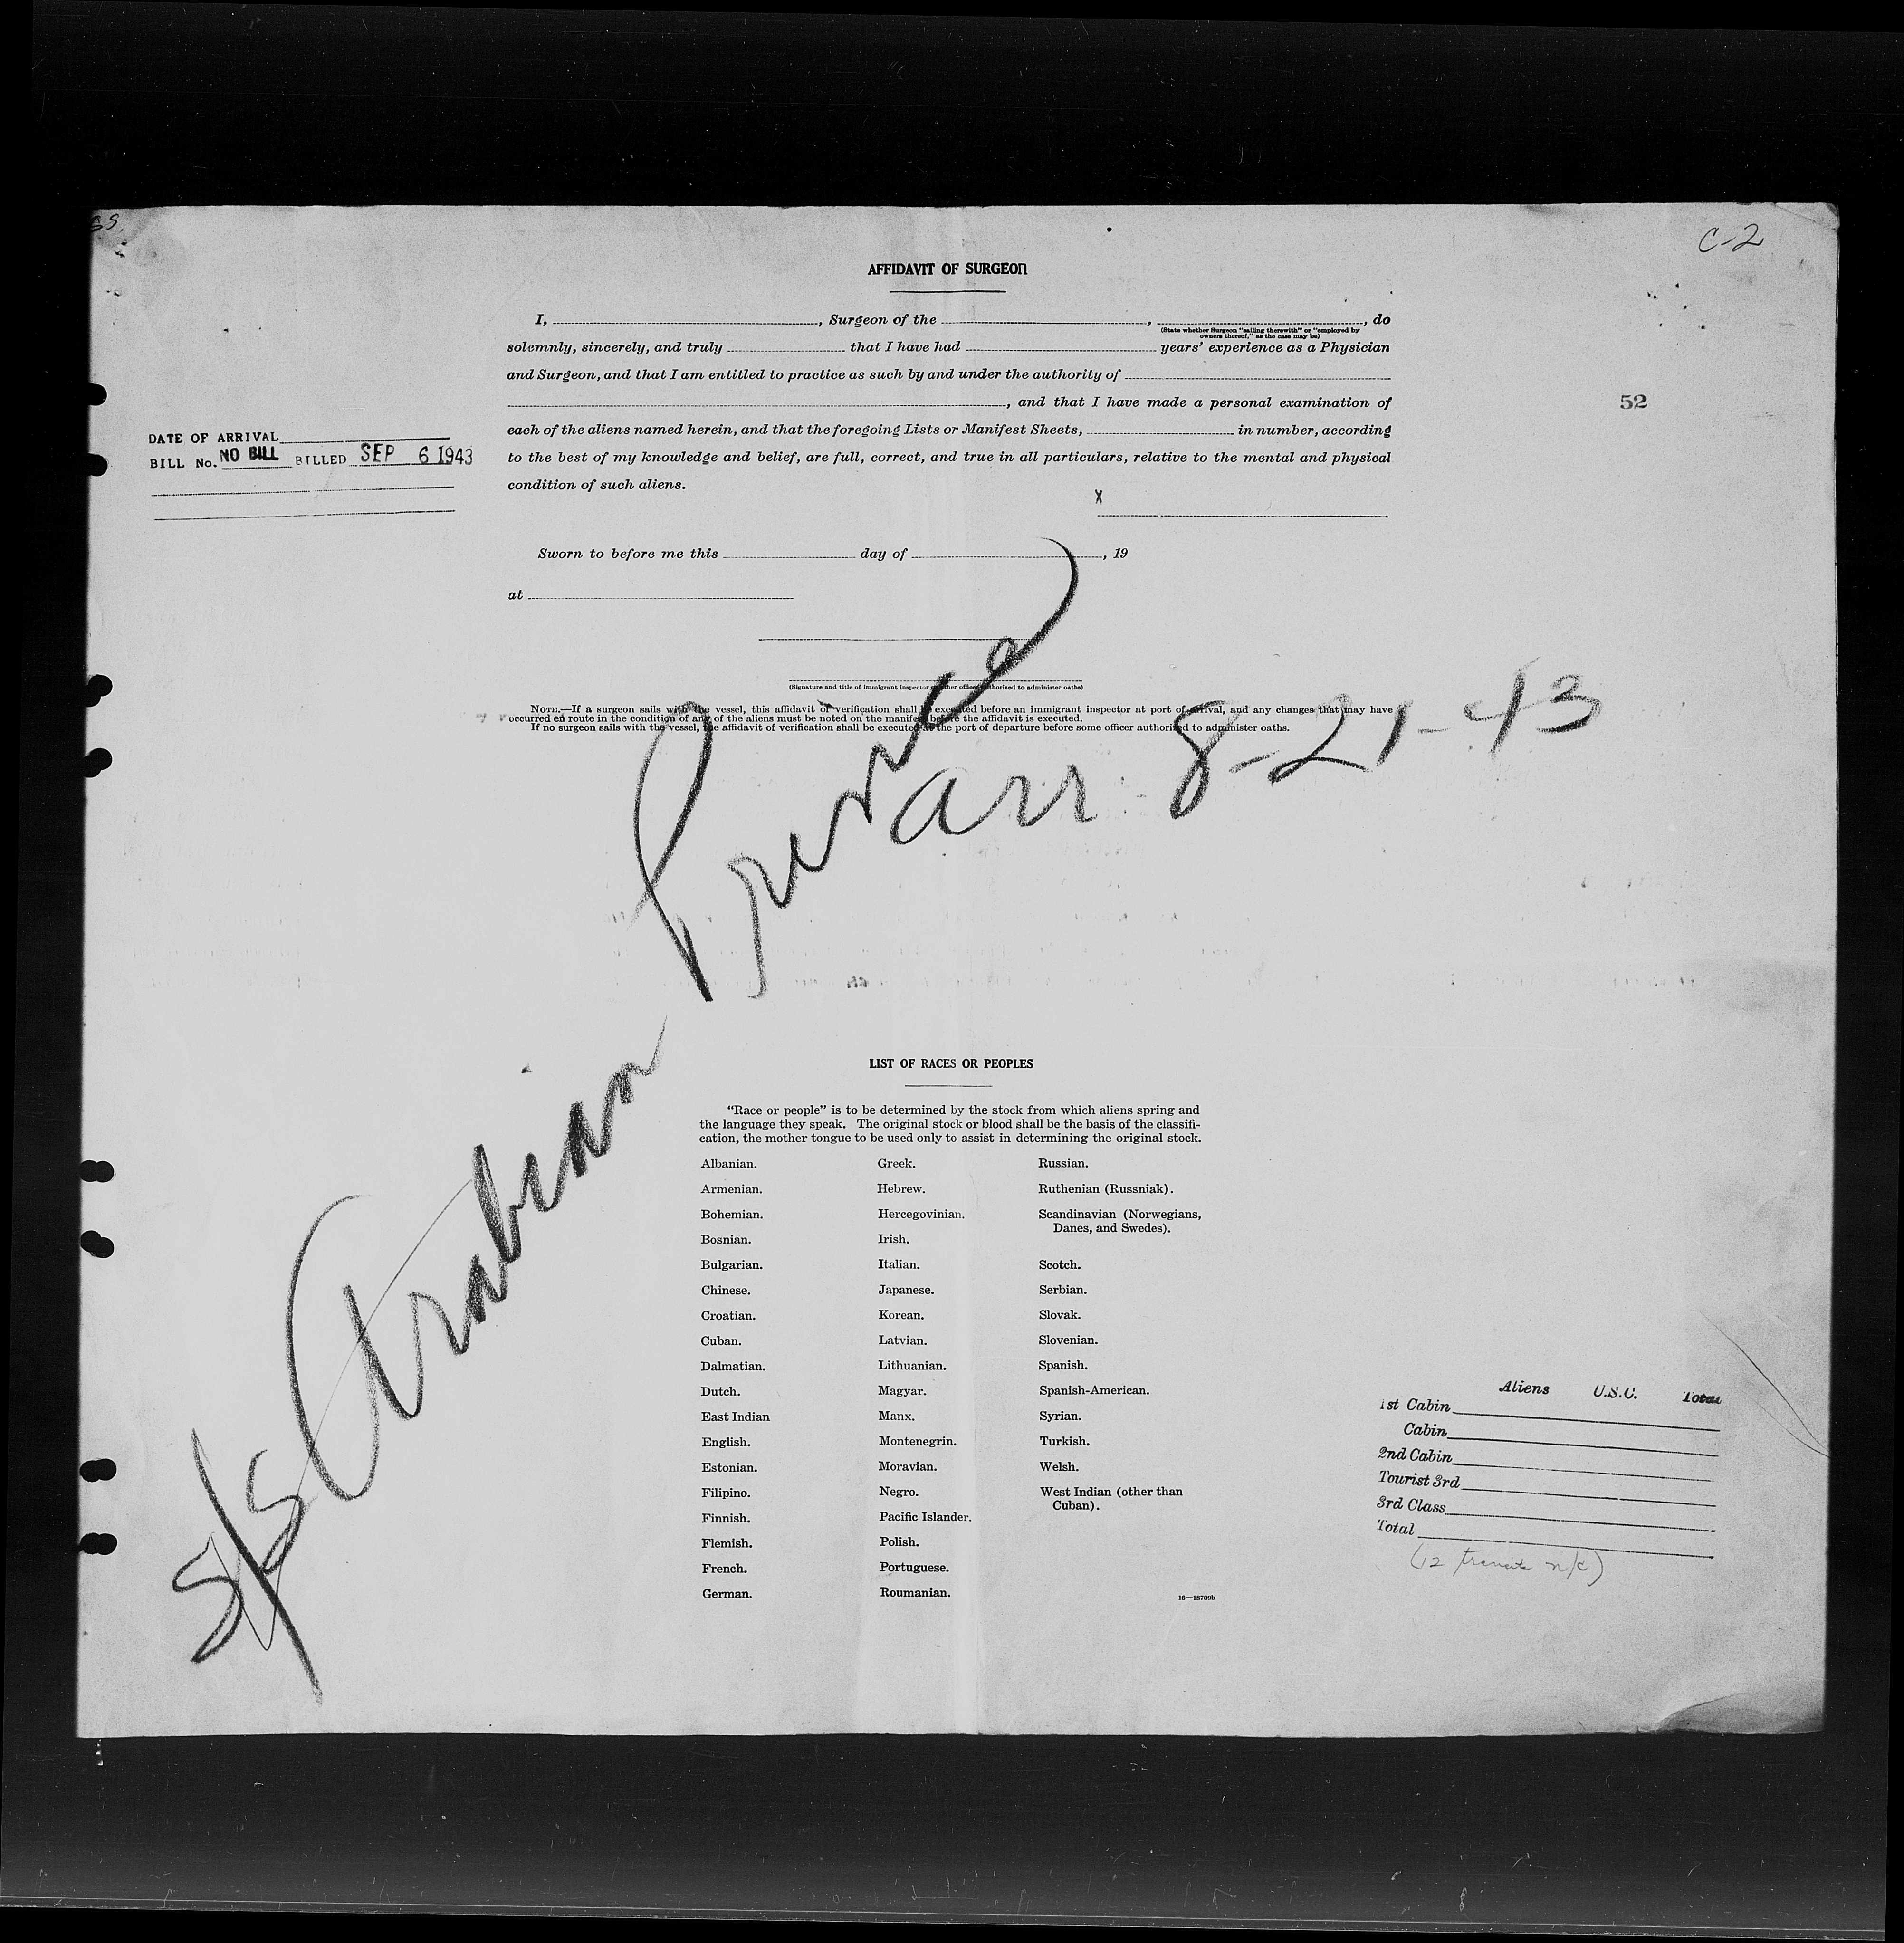 C-2
AFFIDAVIT OF SURGEON
I, , Surgeon of the , , do
(State whether Surgeon "sailing therewith" or "employed by
owners thereof," as the case may be)
solemnly, sincerely, and truly that I have had years' experience as a Physician
and Surgeon, and that I am entitled to practice as such by and under the authority of
, and that I have made a personal examination of
52
each of the aliens named herein, and that the foregoing Lists or Manifest Sheets, in number, according
to the best of my knowledge and belief, are full, correct, and true in all particulars, relative to the mental and physical
condition of such aliens.
DATE OF ARRIVAL
BILL No. NO BILL BILLED SEP 6 1943
X
Sworn to before me this day of , 19
at
(Signature and title of immigrant inspector or other officer authorized to administer oaths)
NOTE.—If a surgeon sails with the vessel, this affidavit of verification shall be executed before an immigrant inspector at port of arrival, and any changes that may have
occurred en route in the condition of any of the aliens must be noted on the manifest before the affidavit is executed.
If no surgeon sails with the vessel, the affidavit of verification shall be executed at the port of departure before some officer authorized to administer oaths.
S/S Arabian Prince
arr 8-21-43
LIST OF RACES OR PEOPLES
"Race or people" is to be determined by the stock from which aliens spring and
the language they speak. The original stock or blood shall be the basis of the classifi-
cation, the mother tongue to be used only to assist in determining the original stock.
Albanian.
Armenian.
Bohemian.
Bosnian.
Bulgarian.
Chinese.
Croatian.
Cuban.
Dalmatian.
Dutch.
East Indian
English.
Estonian.
Filipino.
Finnish.
Flemish.
French.
German.
Greek.
Hebrew.
Hercegovinian.
Irish.
Italian.
Japanese.
Korean.
Latvian.
Lithuanian.
Magyar.
Manx.
Montenegrin.
Moravian.
Negro.
Pacific Islander.
Polish.
Portuguese.
Roumanian.
Russian.
Ruthenian (Russniak).
Scandinavian (Norwegians,
Danes, and Swedes).
Scotch.
Serbian.
Slovak.
Slovenian.
Spanish.
Spanish-American.
Syrian.
Turkish.
Welsh.
West Indian (other than
Cuban).
16—18709b
Aliens U.S.C. Total
1st Cabin
Cabin
2nd Cabin
Tourist 3rd
3rd Class
Total
(12 transits n/c)